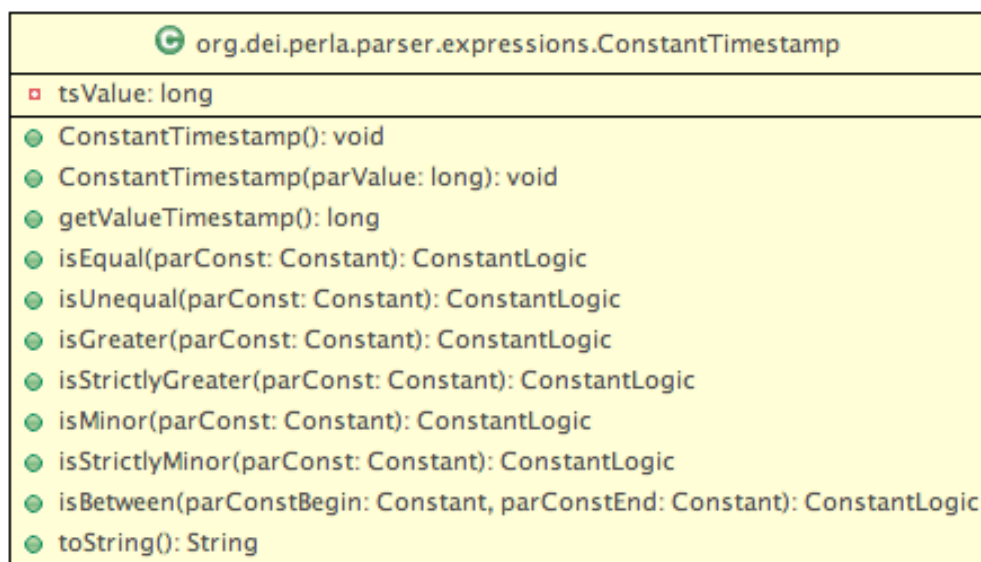 C org.dei.perla.parser.expressions.ConstantTimestamp
tsValue: long
ConstantTimestamp(): void
ConstantTimestamp(parValue: long): void
getValueTimestamp(): long
isEqual(parConst: Constant): ConstantLogic
isUnequal(parConst: Constant): ConstantLogic
isGreater(parConst: Constant): ConstantLogic
isStrictlyGreater(parConst: Constant): ConstantLogic
isMinor(parConst: Constant): ConstantLogic
isStrictlyMinor(parConst: Constant): ConstantLogic
isBetween(parConstBegin: Constant, parConstEnd: Constant): ConstantLogic
toString(): String